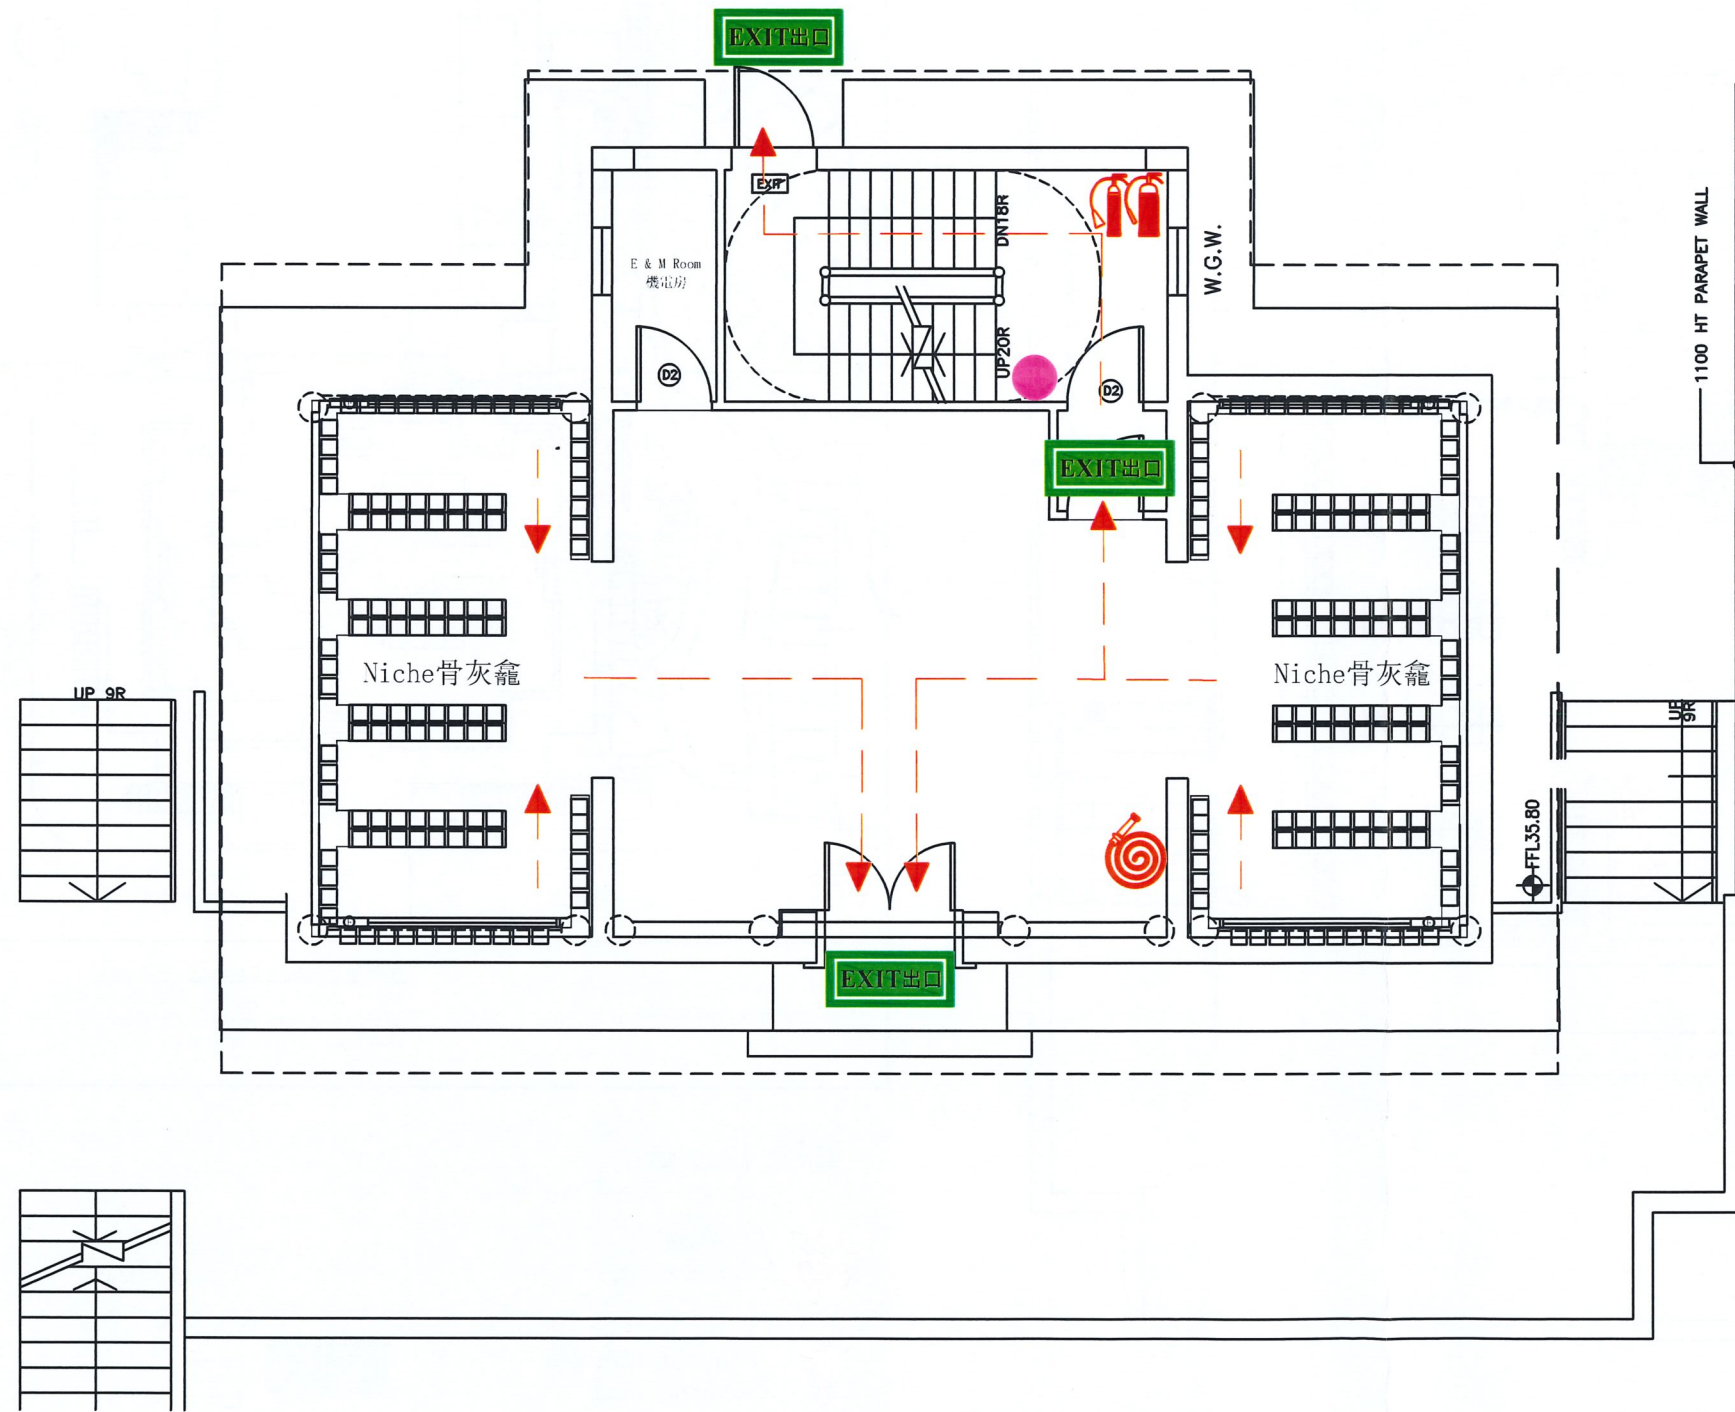 EXIT出口
EXIT
DN18R
E & M Room
機電房
W.G.W.
1100 HT PARAPET WALL
UP20R
D2
D2
EXIT出口
Niche骨灰龕
Niche骨灰龕
UP 9R
UP
9R
FFL35.80
EXIT出口